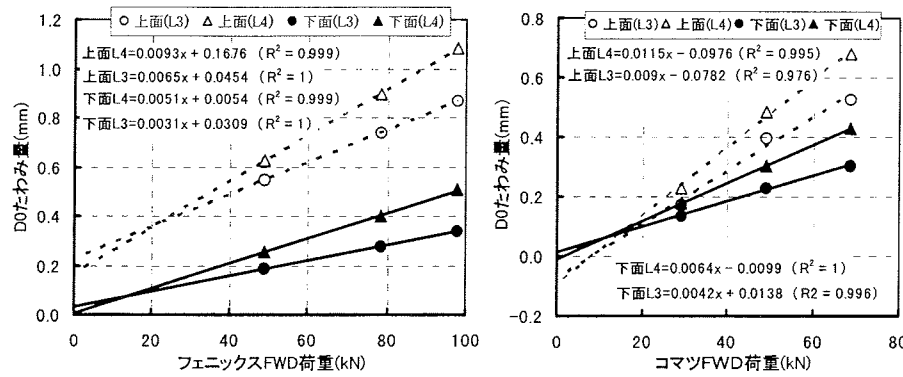 ○ 上面(L3) △ 上面(L4) ● 下面(L3) ▲ 下面(L4)
上面L4=0.0093x + 0.1676 (R² = 0.999)
上面L3=0.0065x + 0.0454 (R² = 1)
下面L4=0.0051x + 0.0054 (R² = 0.999)
下面L3=0.0031x + 0.0309 (R² = 1)
D0たわみ量(mm)
1.2
1.0
0.8
0.6
0.4
0.2
0.0
0 20 40 60 80 100
フェニックスFWD荷重(kN)
○上面(L3) △上面(L4) ●下面(L3) ▲下面(L4)
上面L4=0.0115x − 0.0976 (R² = 0.995)
上面L3=0.009x − 0.0782 (R² = 0.976)
下面L4=0.0064x − 0.0099 (R² = 1)
下面L3=0.0042x + 0.0138 (R2 = 0.996)
D0たわみ量(mm)
0.8
0.6
0.4
0.2
0.0
-0.2
0 20 40 60 80
コマツFWD荷重(kN)